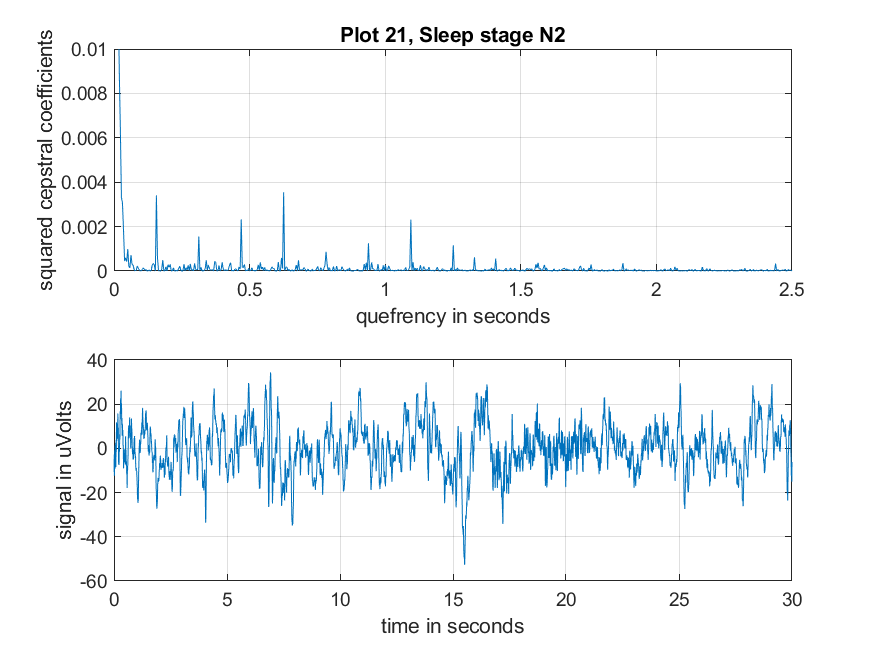 Plot 21, Sleep stage N2
squared cepstral coefficients
0.01
0.008
0.006
0.004
0.002
0
0 0.5 1 1.5 2 2.5
quefrency in seconds
signal in uVolts
40
20
0
-20
-40
-60
0 5 10 15 20 25 30
time in seconds